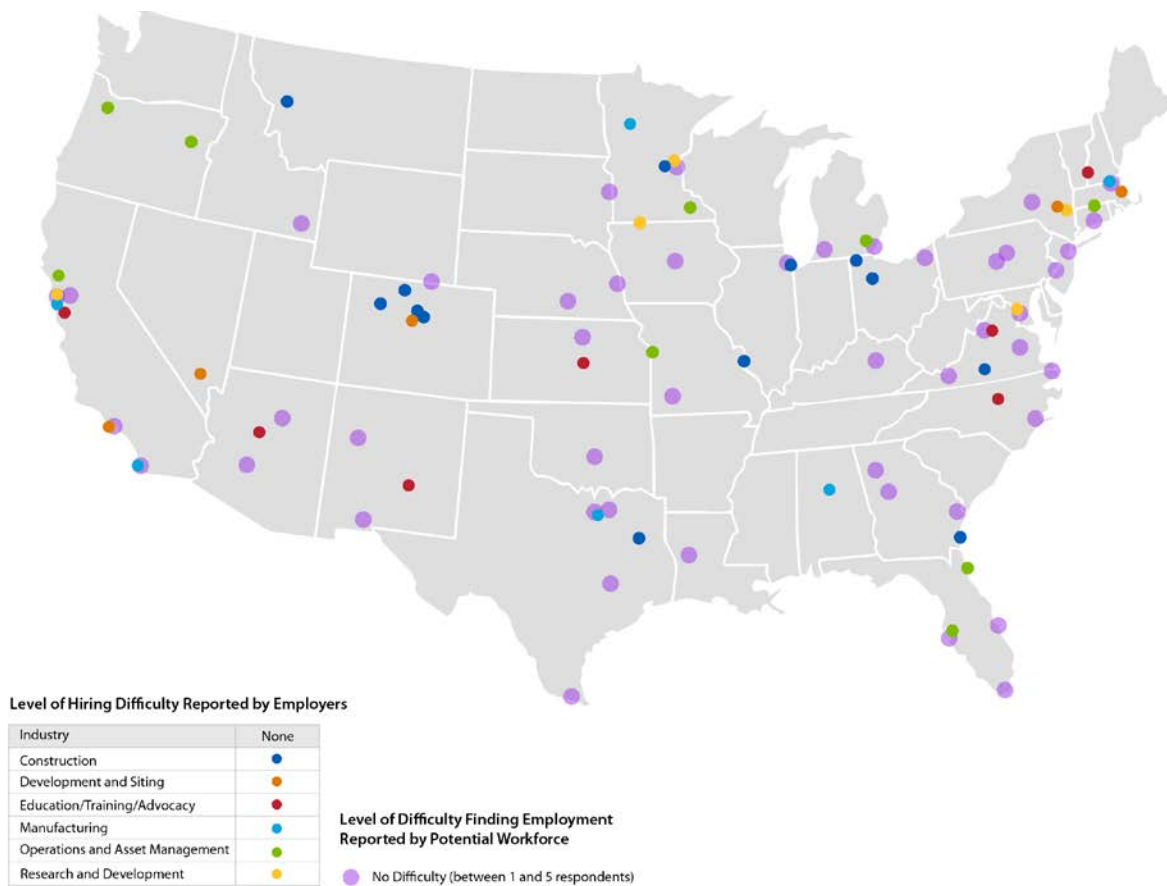 Level of Hiring Difficulty Reported by Employers
Industry None
Construction
Development and Siting
Education/Training/Advocacy
Manufacturing
Operations and Asset Management
Research and Development
Level of Difficulty Finding Employment
Reported by Potential Workforce
No Difficulty (between 1 and 5 respondents)